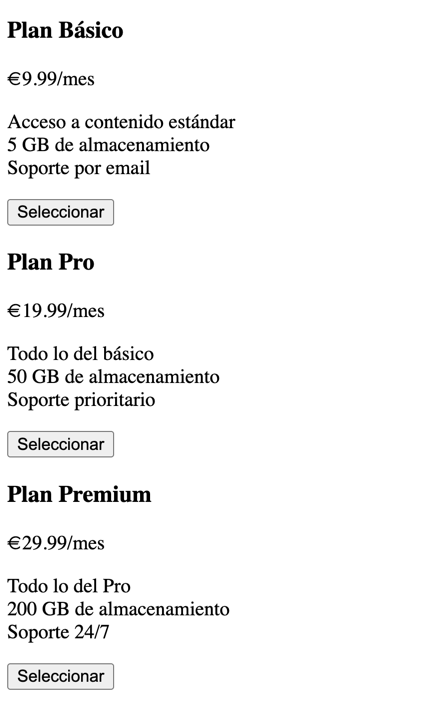 Plan Básico
€9.99/mes
Acceso a contenido estándar
5 GB de almacenamiento
Soporte por email
Seleccionar
Plan Pro
€19.99/mes
Todo lo del básico
50 GB de almacenamiento
Soporte prioritario
Seleccionar
Plan Premium
€29.99/mes
Todo lo del Pro
200 GB de almacenamiento
Soporte 24/7
Seleccionar